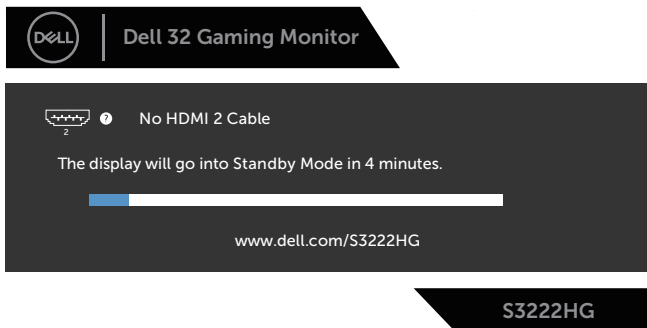 DELL
Dell 32 Gaming Monitor
? No HDMI 2 Cable
2
The display will go into Standby Mode in 4 minutes.
www.dell.com/S3222HG
S3222HG